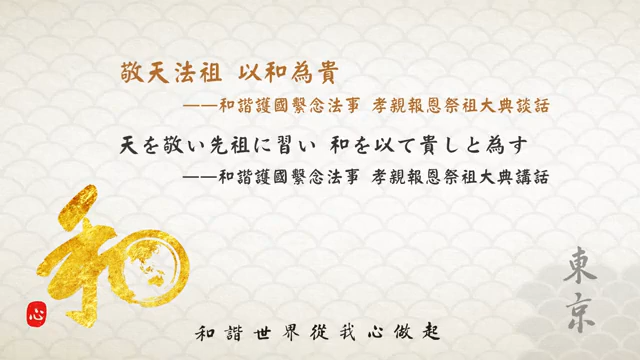 敬天法祖 以和為貴
——和諧護國繫念法事 孝親報恩祭祖大典談話
天を敬い先祖に習い 和を以て貴しと為す
——和諧護國繫念法事 孝親報恩祭祖大典講話
和
心
東京
和諧世界從我心做起